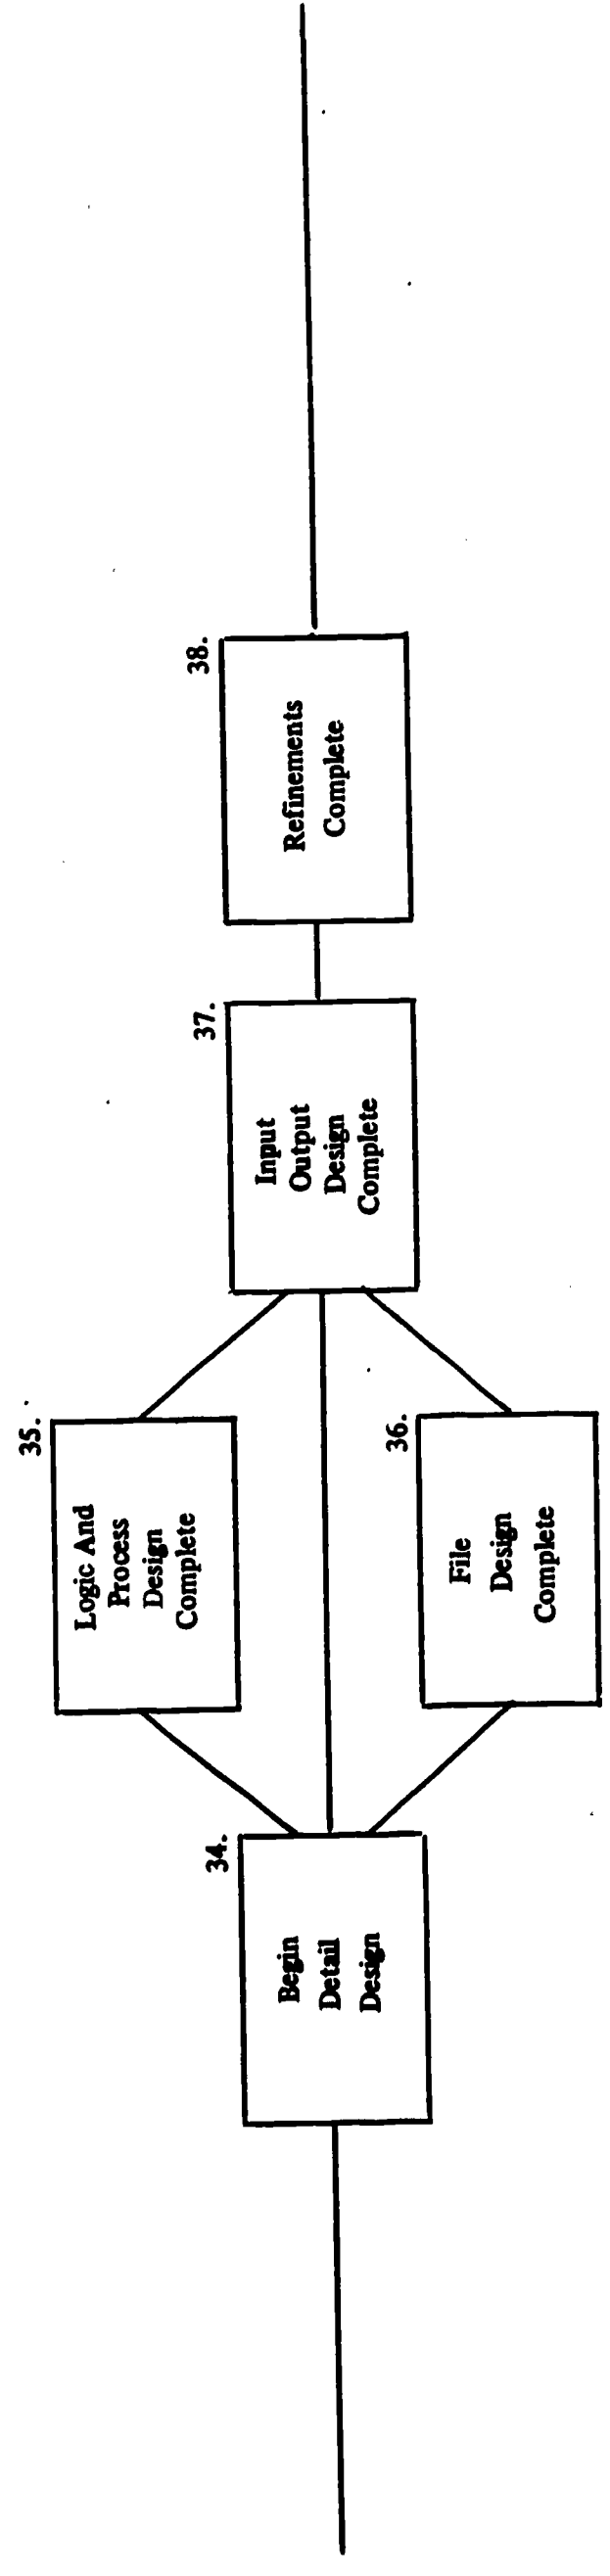 34.
Begin
Detail
Design
35.
Logic And
Process
Design
Complete
36.
File
Design
Complete
37.
Input
Output
Design
Complete
38.
Refinements
Complete